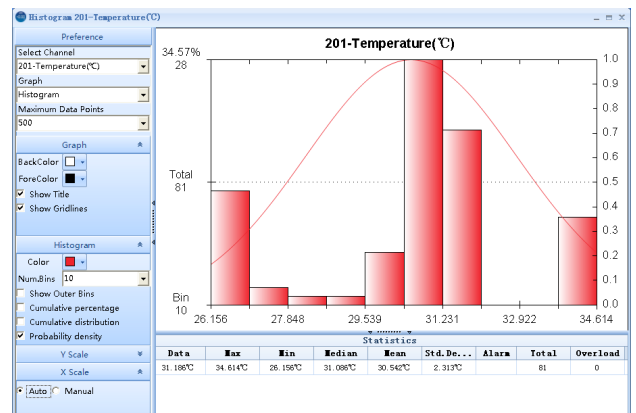 Histogram 201-Temperature(℃)
Preference
Select Channel
201-Temperature(℃)
Graph
Histogram
Maximum Data Points
500
Graph
BackColor
ForeColor
Show Title
Show Gridlines
Histogram
Color
Num.Bins 10
Show Outer Bins
Cumulative percentage
Cumulative distribution
Probability density
Y Scale
X Scale
Auto Manual
201-Temperature(℃)
34.57%
28
Total
81
Bin
10
1.0
0.9
0.8
0.7
0.6
0.5
0.4
0.3
0.2
0.1
0.0
26.156 27.848 29.539 31.231 32.922 34.614
Statistics
Data Max Min Median Mean Std.De... Alarm Total Overload
31.186℃ 34.614℃ 26.156℃ 31.086℃ 30.542℃ 2.313℃ 81 0